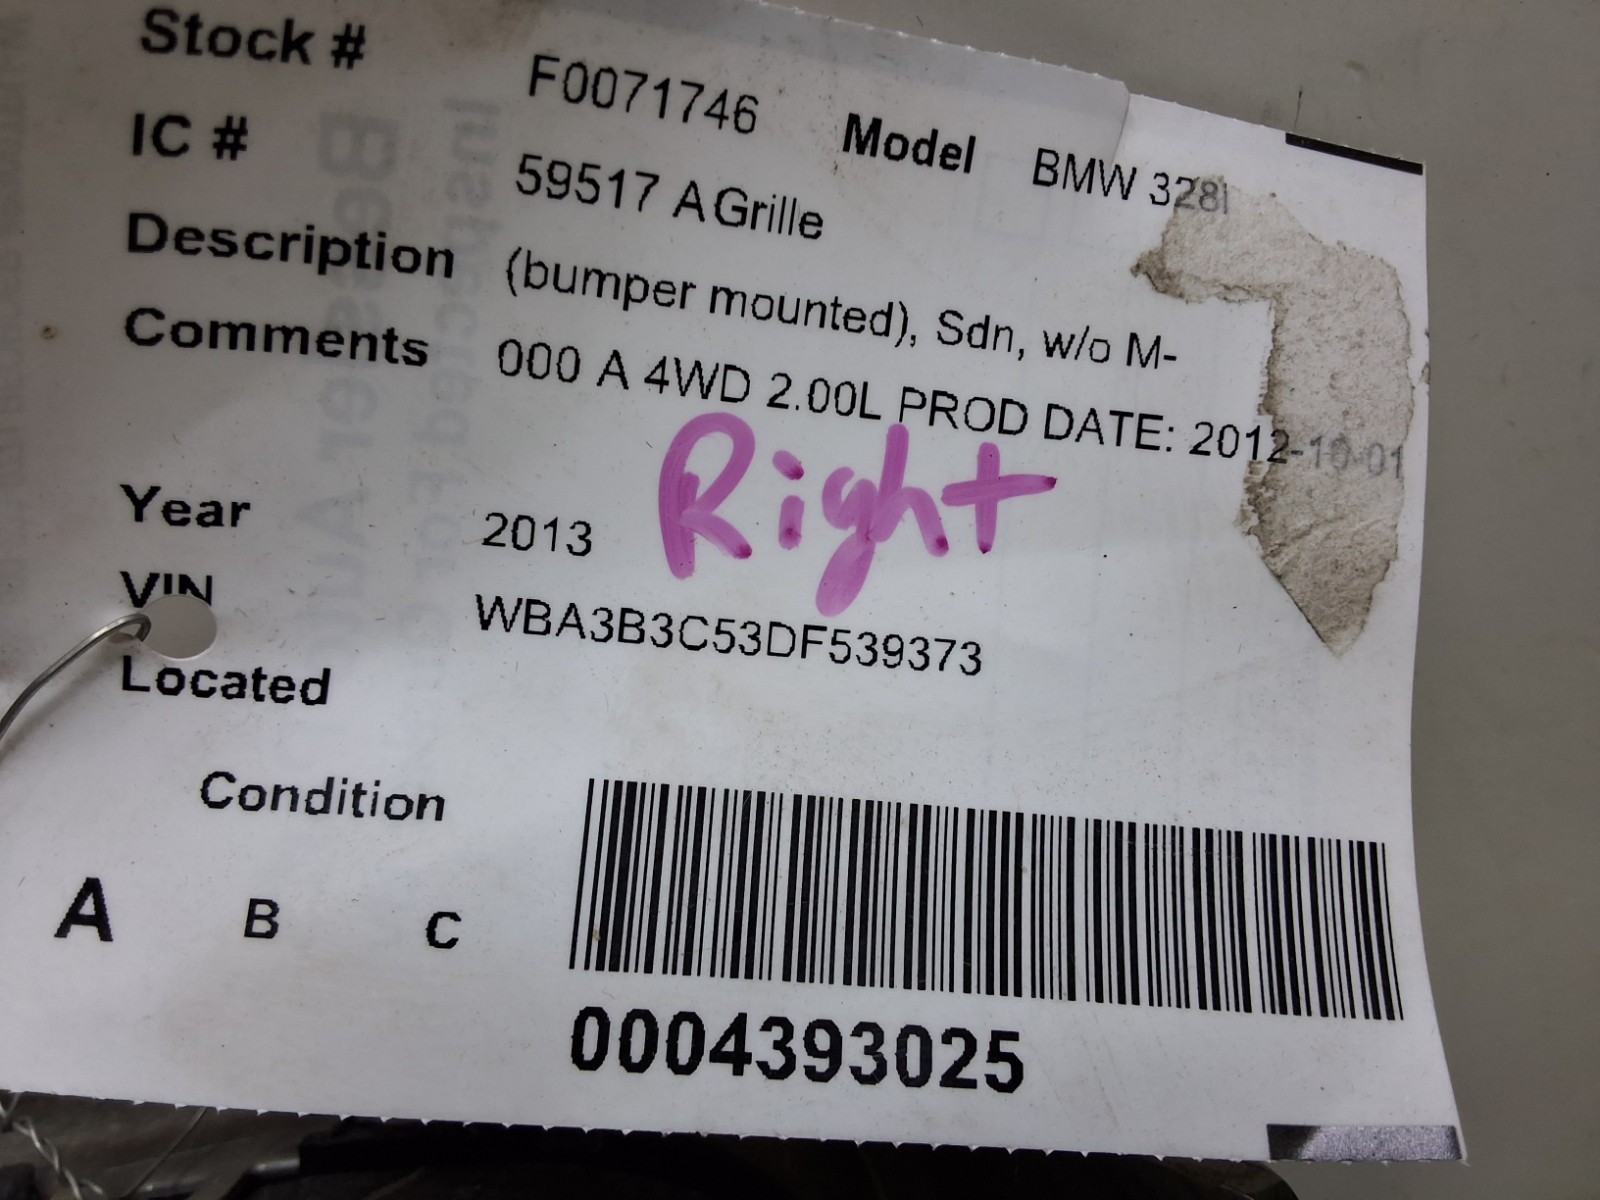 Stock # F0071746 Model BMW 328I
IC # 59517 A Grille
Description (bumper mounted), Sdn, w/o M-
Comments 000 A 4WD 2.00L PROD DATE: 2012-10-01
Right
Year 2013
VIN WBA3B3C53DF539373
Located
Condition
A B C
0004393025